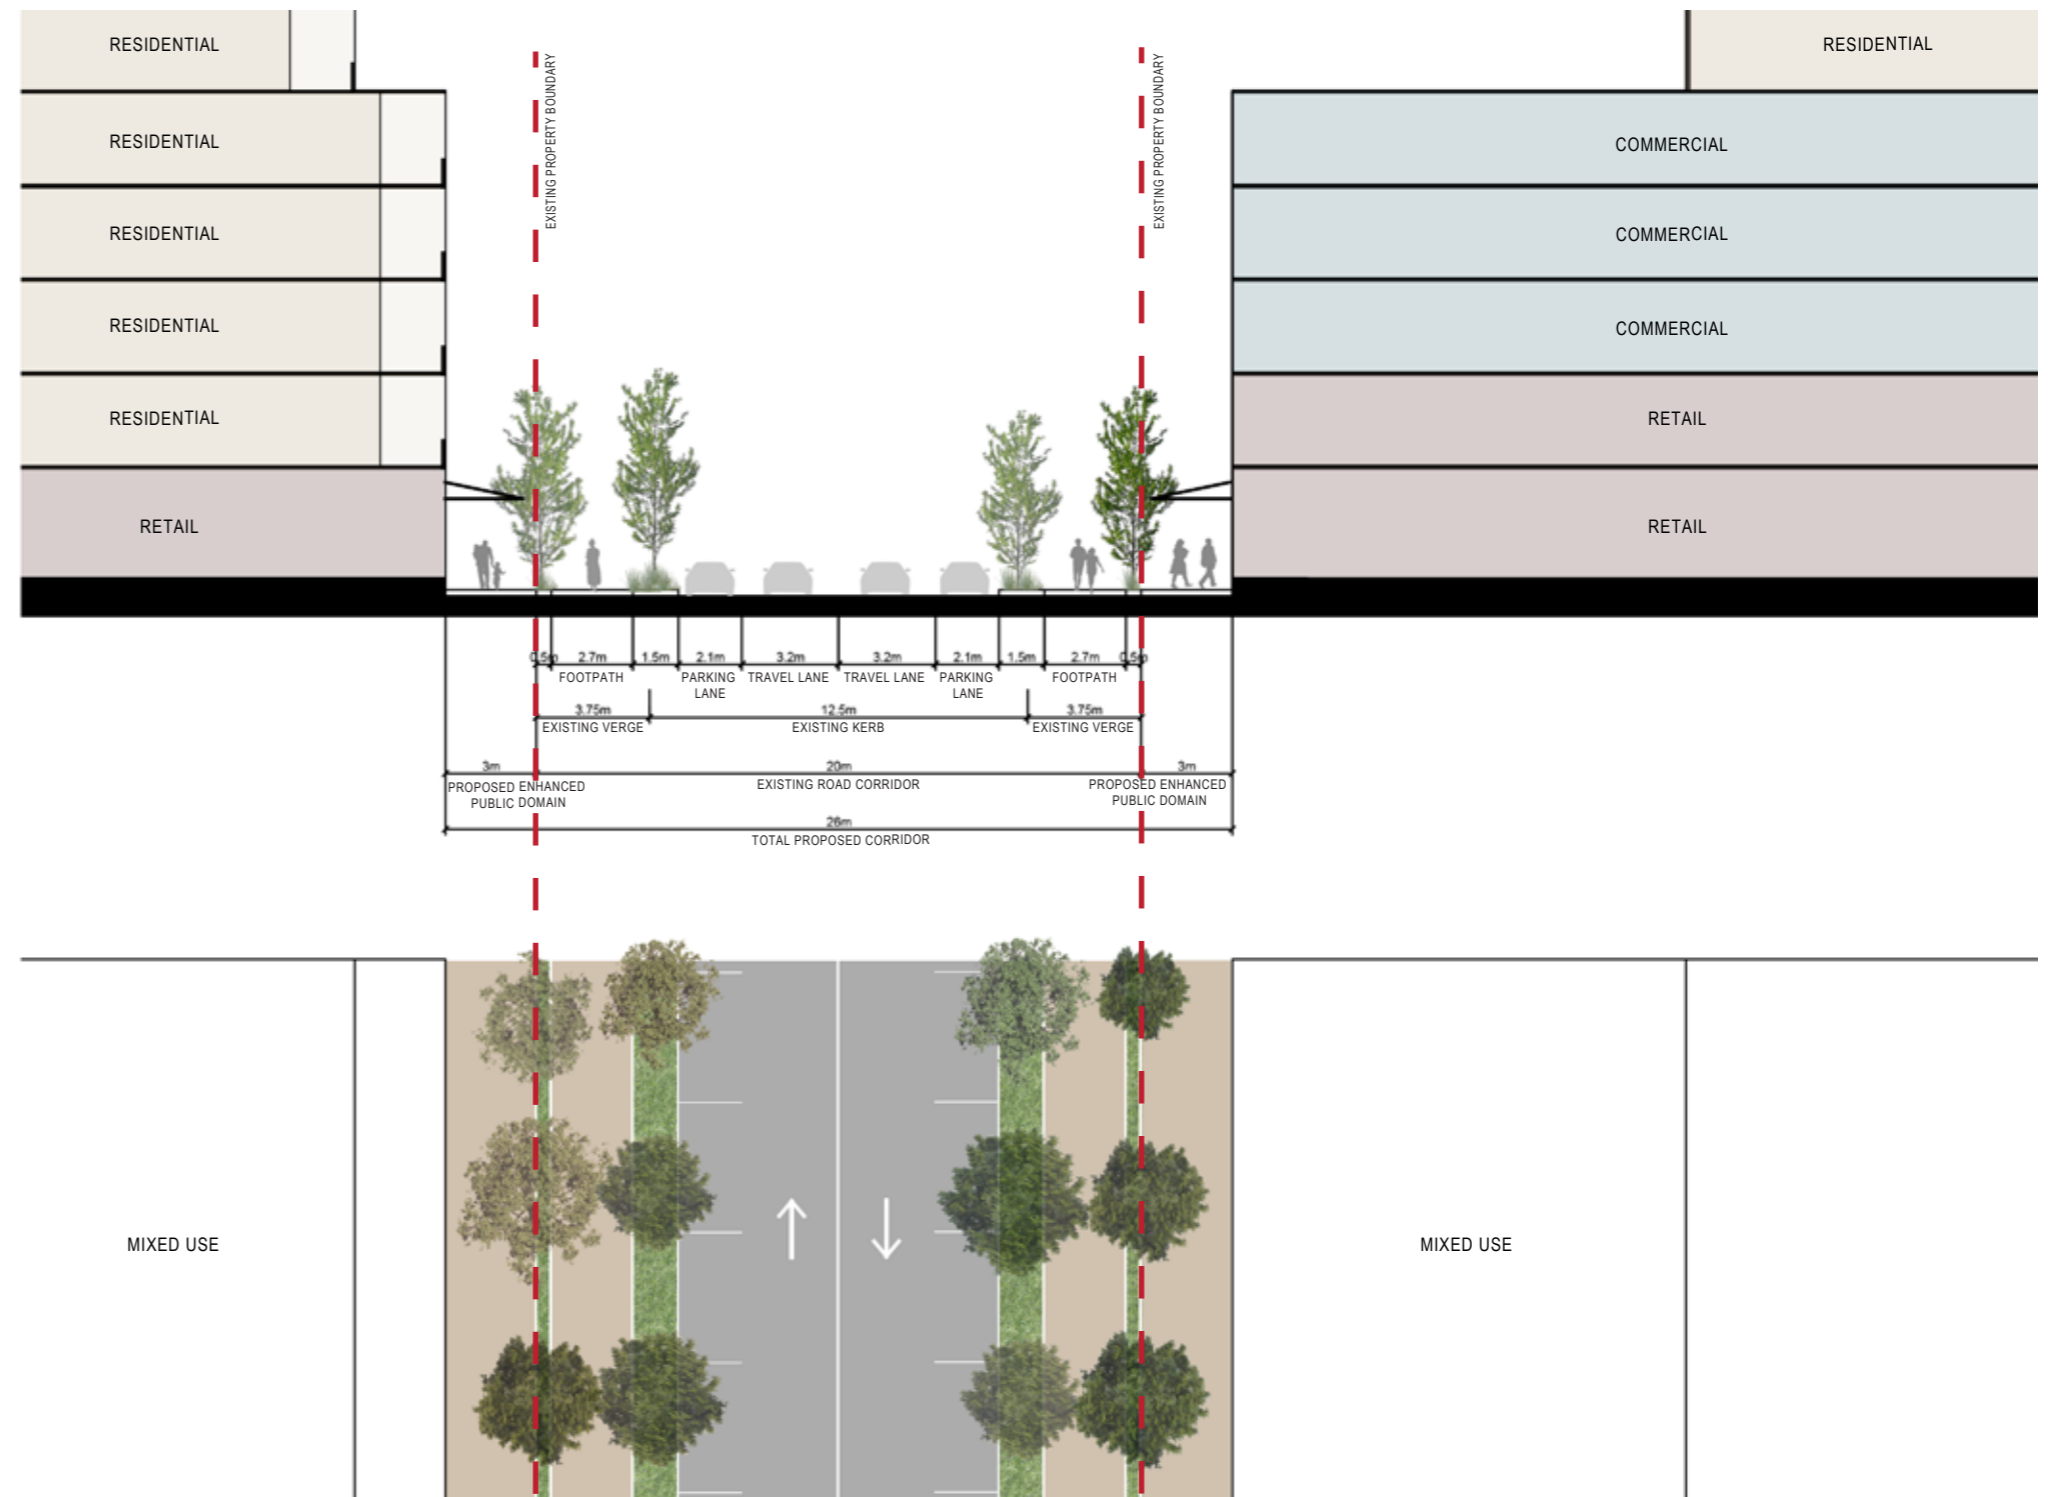 RESIDENTIAL
RESIDENTIAL
EXISTING PROPERTY BOUNDARY
EXISTING PROPERTY BOUNDARY
RESIDENTIAL
COMMERCIAL
RESIDENTIAL
COMMERCIAL
RESIDENTIAL
COMMERCIAL
RESIDENTIAL
RETAIL
RETAIL
RETAIL
0.5m 2.7m 1.5m 2.1m 3.2m 3.2m 2.1m 1.5m 2.7m 0.5m
FOOTPATH PARKING TRAVEL LANE TRAVEL LANE PARKING FOOTPATH
LANE LANE
3.75m 12.5m 3.75m
EXISTING VERGE EXISTING KERB EXISTING VERGE
3m 20m 3m
PROPOSED ENHANCED EXISTING ROAD CORRIDOR PROPOSED ENHANCED
PUBLIC DOMAIN PUBLIC DOMAIN
26m
TOTAL PROPOSED CORRIDOR
MIXED USE
MIXED USE